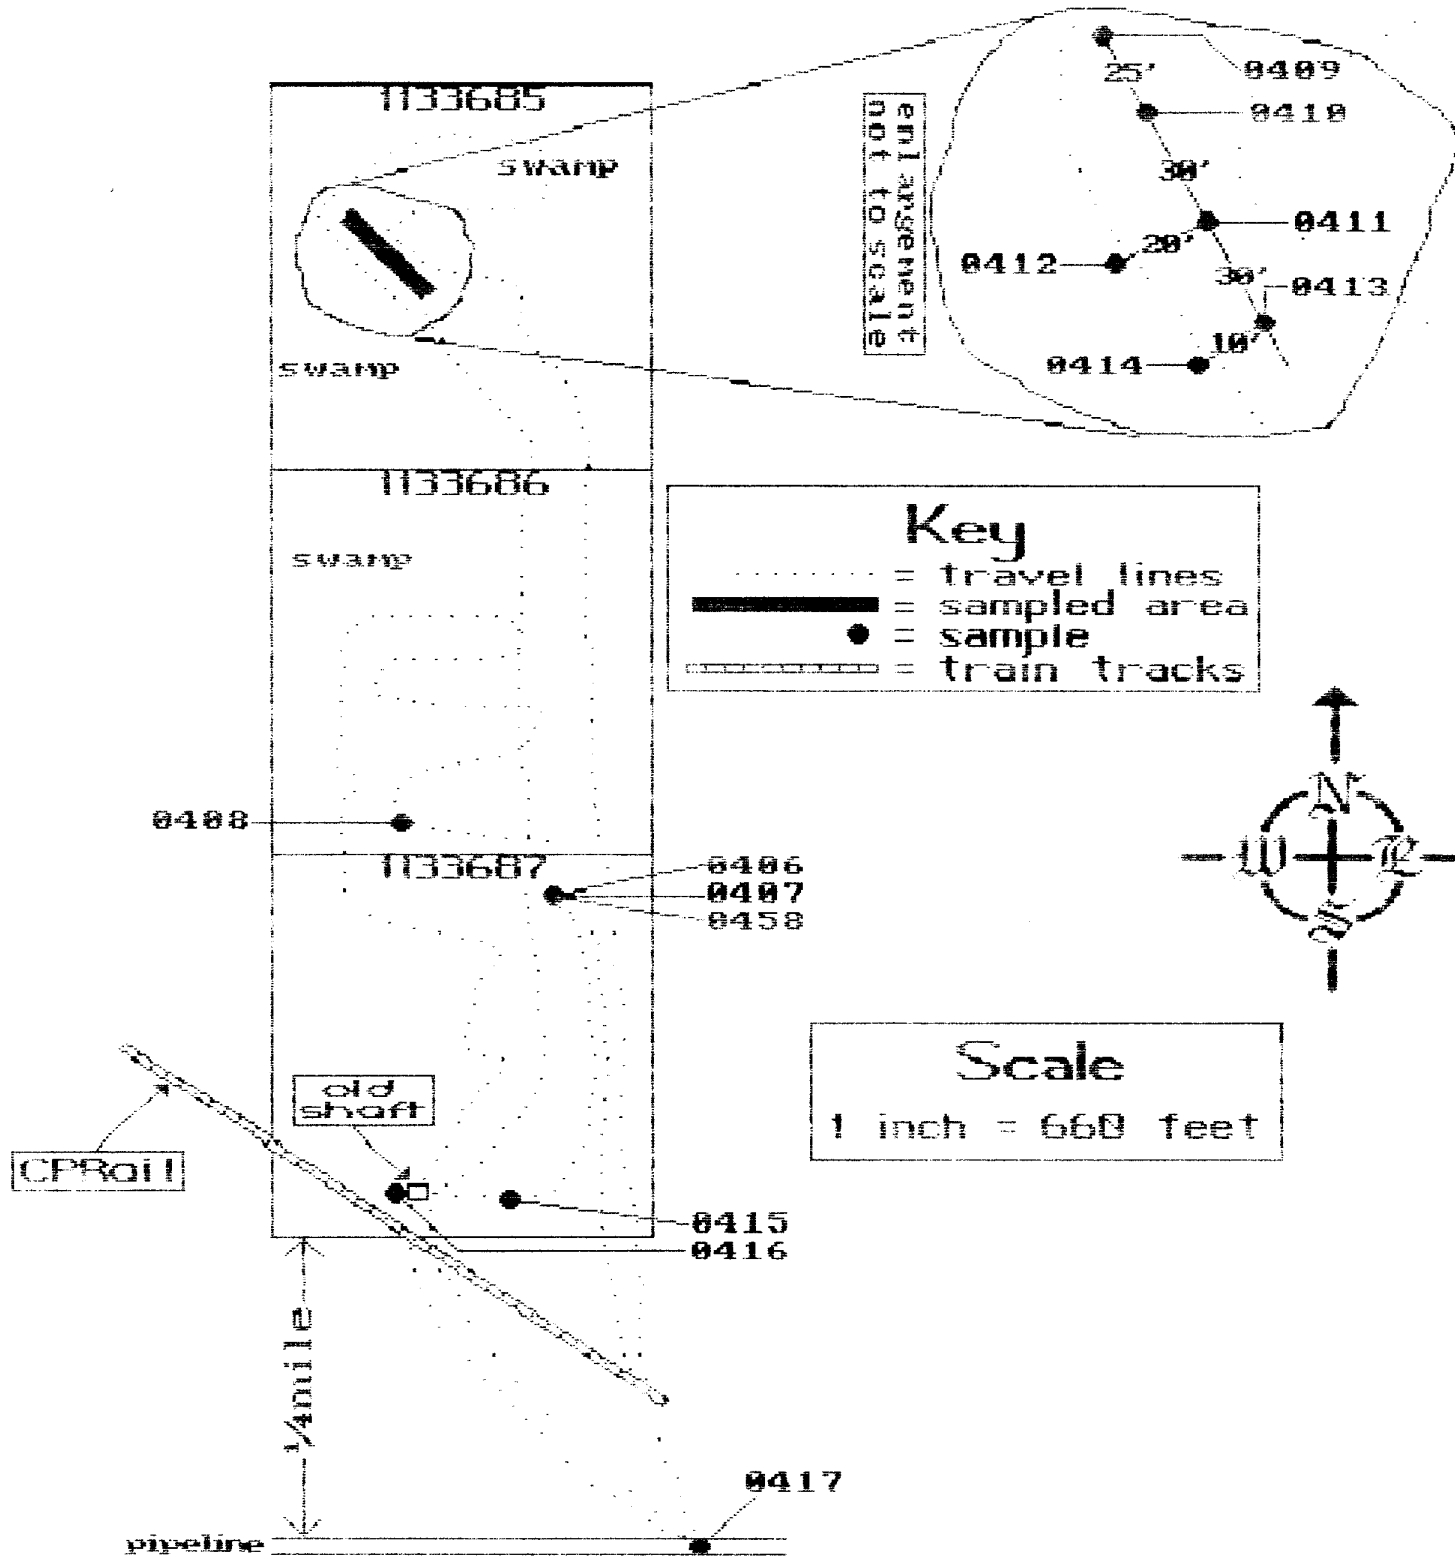 1133685
swamp
swamp
enlargement
not to scale
0409
25'
0410
30'
0411
20'
0412
30'
0413
10'
0414
1133686
swamp
Key
= travel lines
= sampled area
= sample
= train tracks
0408
1133687
0406
0407
0458
N
W
E
S
Scale
1 inch = 660 feet
old
shaft
CPRail
0415
0416
¼mile
0417
pipeline